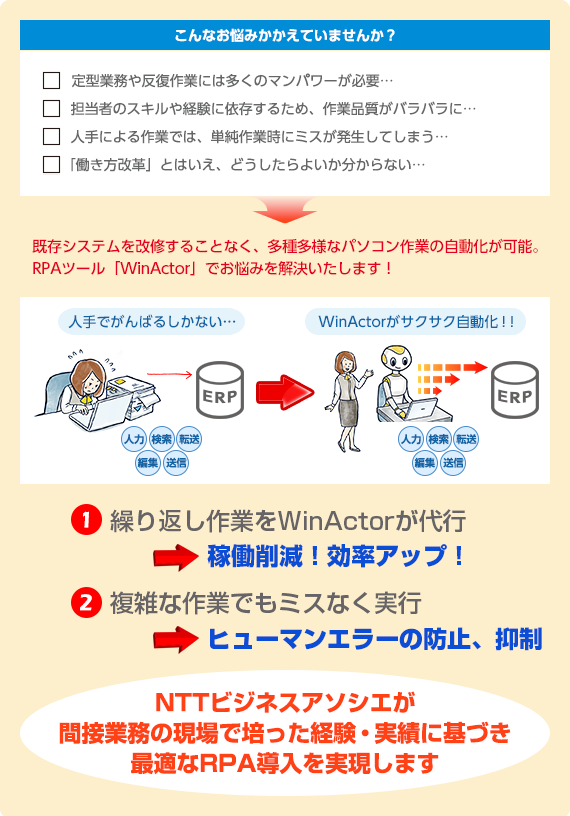 こんなお悩みかかえていませんか？
定型業務や反復作業には多くのマンパワーが必要…
担当者のスキルや経験に依存するため、作業品質がバラバラに…
人手による作業では、単純作業時にミスが発生してしまう…
「働き方改革」とはいえ、どうしたらよいか分からない…
既存システムを改修することなく、多種多様なパソコン作業の自動化が可能。
RPAツール「WinActor」でお悩みを解決いたします！
人手でがんばるしかない…
ERP
入力 検索 転送
編集 送信
WinActorがサクサク自動化！！
ERP
入力 検索 転送
編集 送信
1 繰り返し作業をWinActorが代行
稼働削減！効率アップ！
2 複雑な作業でもミスなく実行
ヒューマンエラーの防止、抑制
NTTビジネスアソシエが
間接業務の現場で培った経験・実績に基づき
最適なRPA導入を実現します